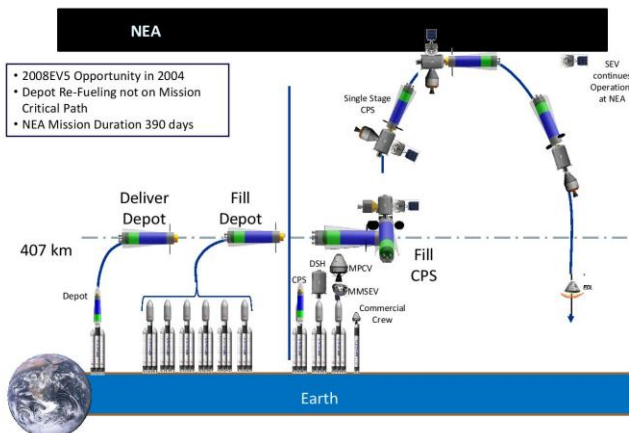 NEA
• 2008EV5 Opportunity in 2004
• Depot Re-Fueling not on Mission
Critical Path
• NEA Mission Duration 390 days
SEV
continues
Operation
at NEA
Single Stage
CPS
Deliver
Depot
Fill
Depot
407 km
Fill
CPS
Depot
CPS
DSH
MPCV
MMSEV
Commercial
Crew
EDL
Earth